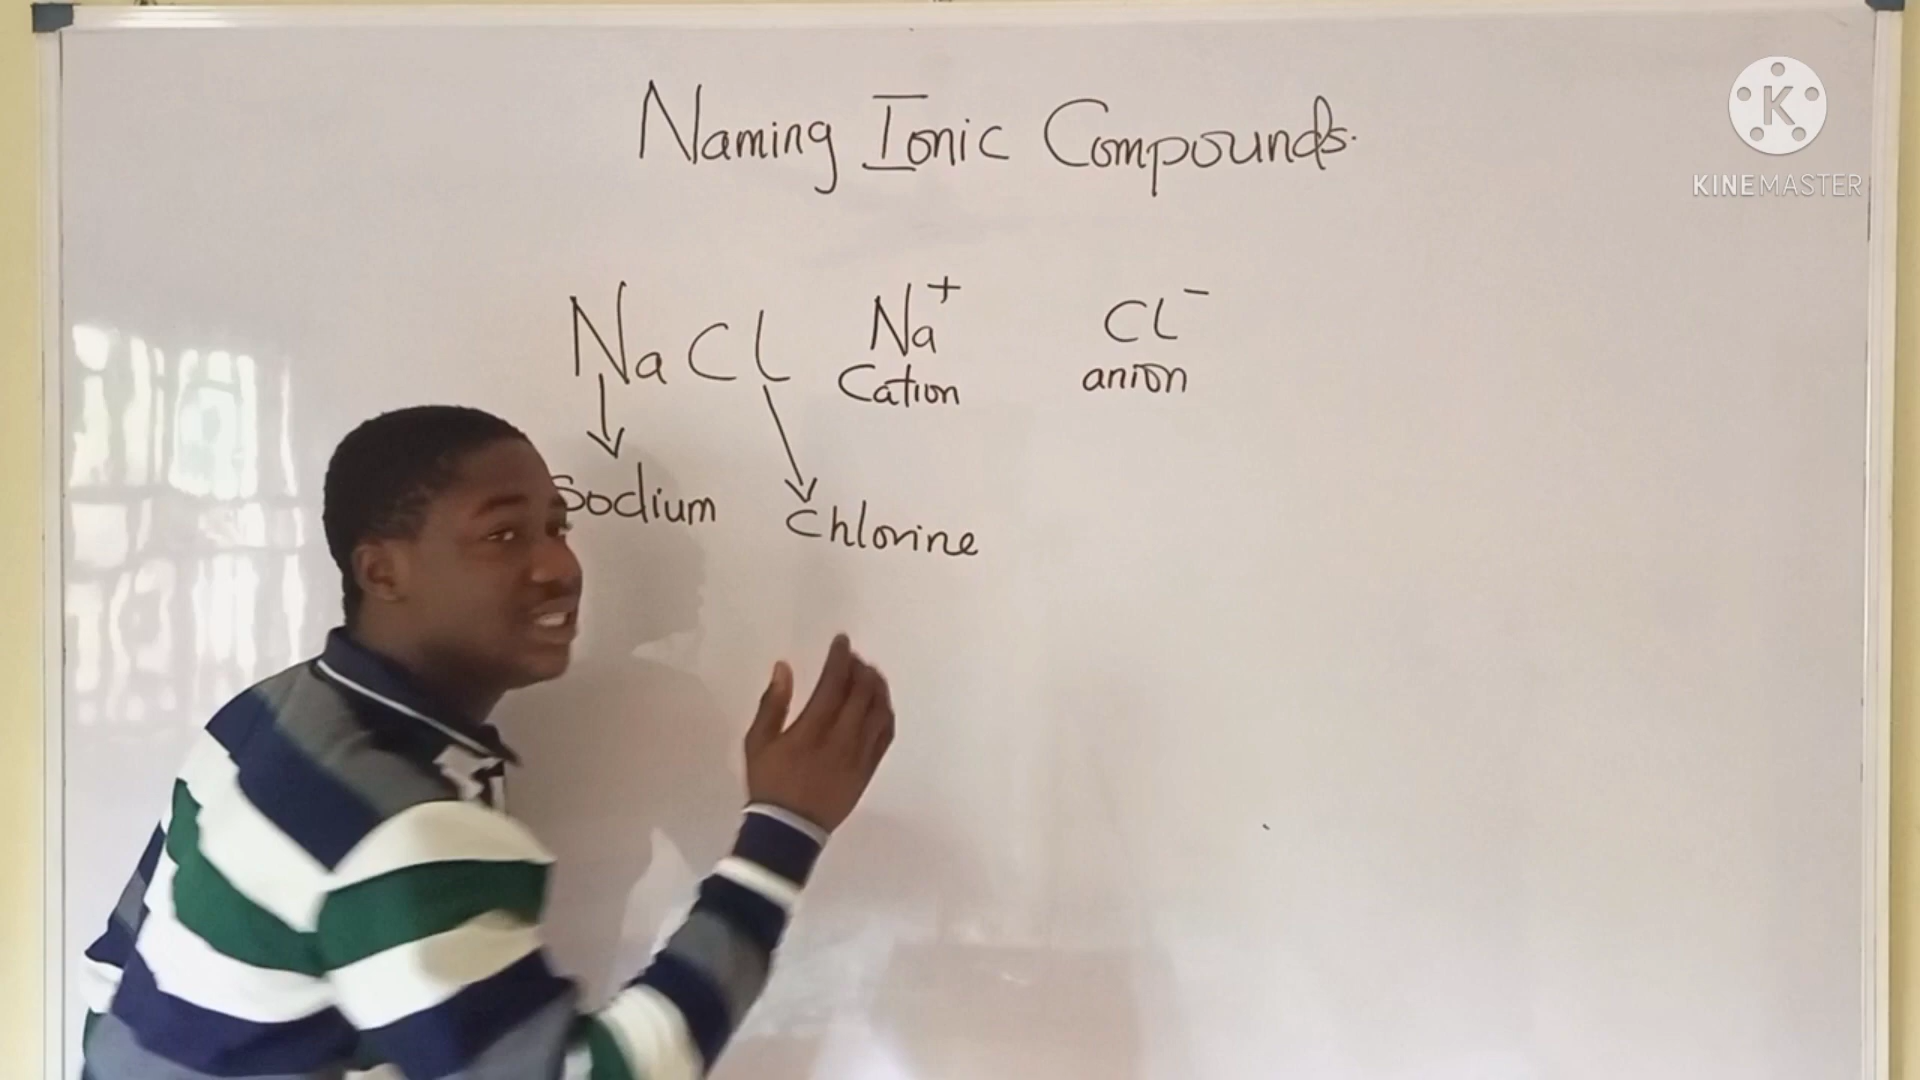 Naming Ionic Compounds.
K
KINEMASTER
NaCl Na+ Cl-
Cation anion
Sodium Chlorine